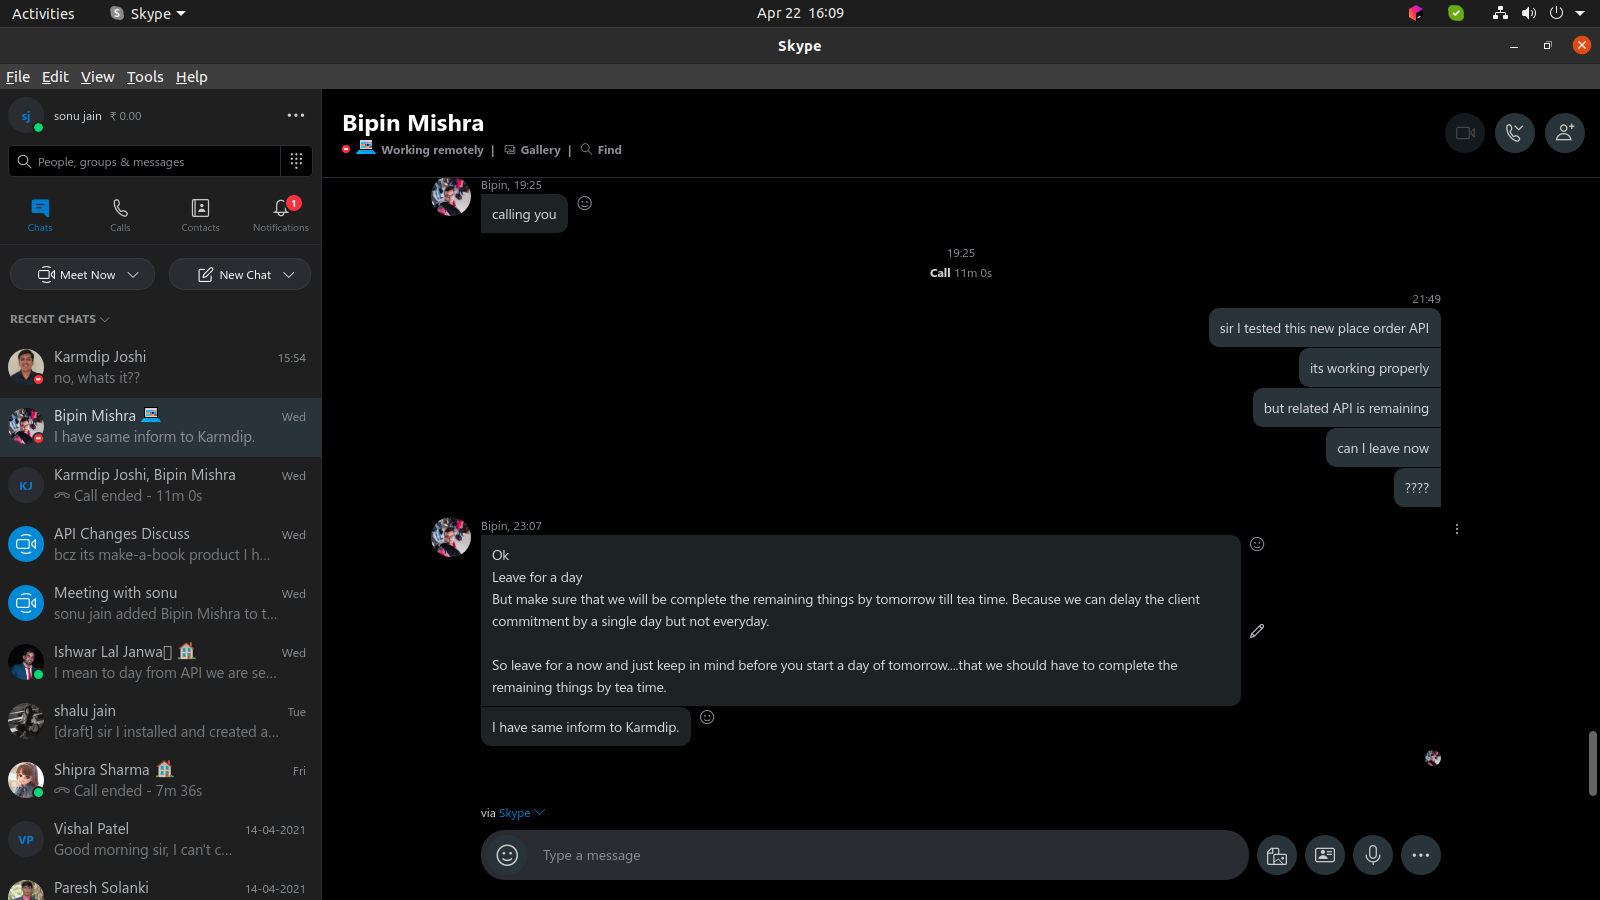 Activities
Skype
Apr 22 16:09
Skype
File Edit View Tools Help
sj
sonu jain ₹ 0.00
People, groups & messages
Chats
Calls
Contacts
1
Notifications
Meet Now
New Chat
RECENT CHATS
Karmdip Joshi 15:54
no, whats it??
Bipin Mishra Wed
I have same inform to Karmdip.
KJ
Karmdip Joshi, Bipin Mishra Wed
Call ended - 11m 0s
API Changes Discuss Wed
bcz its make-a-book product I h...
Meeting with sonu Wed
sonu jain added Bipin Mishra to t...
Ishwar Lal Janwa Wed
I mean to day from API we are se...
shalu jain Tue
[draft] sir I installed and created a...
Shipra Sharma Fri
Call ended - 7m 36s
VP
Vishal Patel 14-04-2021
Good morning sir, I can't c...
Paresh Solanki 14-04-2021
Bipin Mishra
Working remotely | Gallery | Find
Bipin, 19:25
calling you
19:25
Call 11m 0s
21:49
sir I tested this new place order API
its working properly
but related API is remaining
can I leave now
????
Bipin, 23:07
Ok
Leave for a day
But make sure that we will be complete the remaining things by tomorrow till tea time. Because we can delay the client
commitment by a single day but not everyday.
So leave for a now and just keep in mind before you start a day of tomorrow....that we should have to complete the
remaining things by tea time.
I have same inform to Karmdip.
via Skype
Type a message